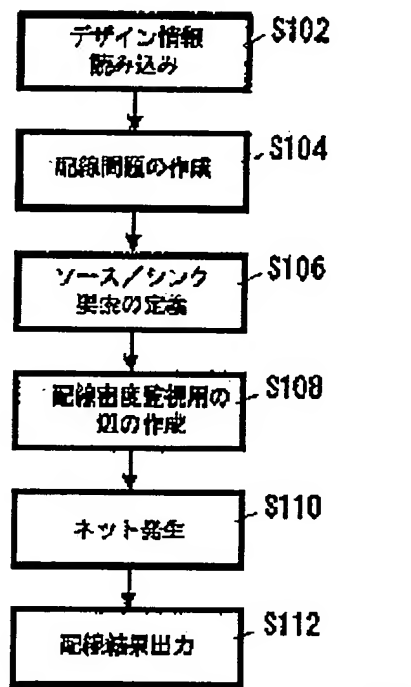 デザイン情報
読み込み
S102
配線問題の作成
S104
ソース/シンク
要求の定義
S106
配線密度監視用の
辺の作成
S108
ネット発生
S110
配線結果出力
S112